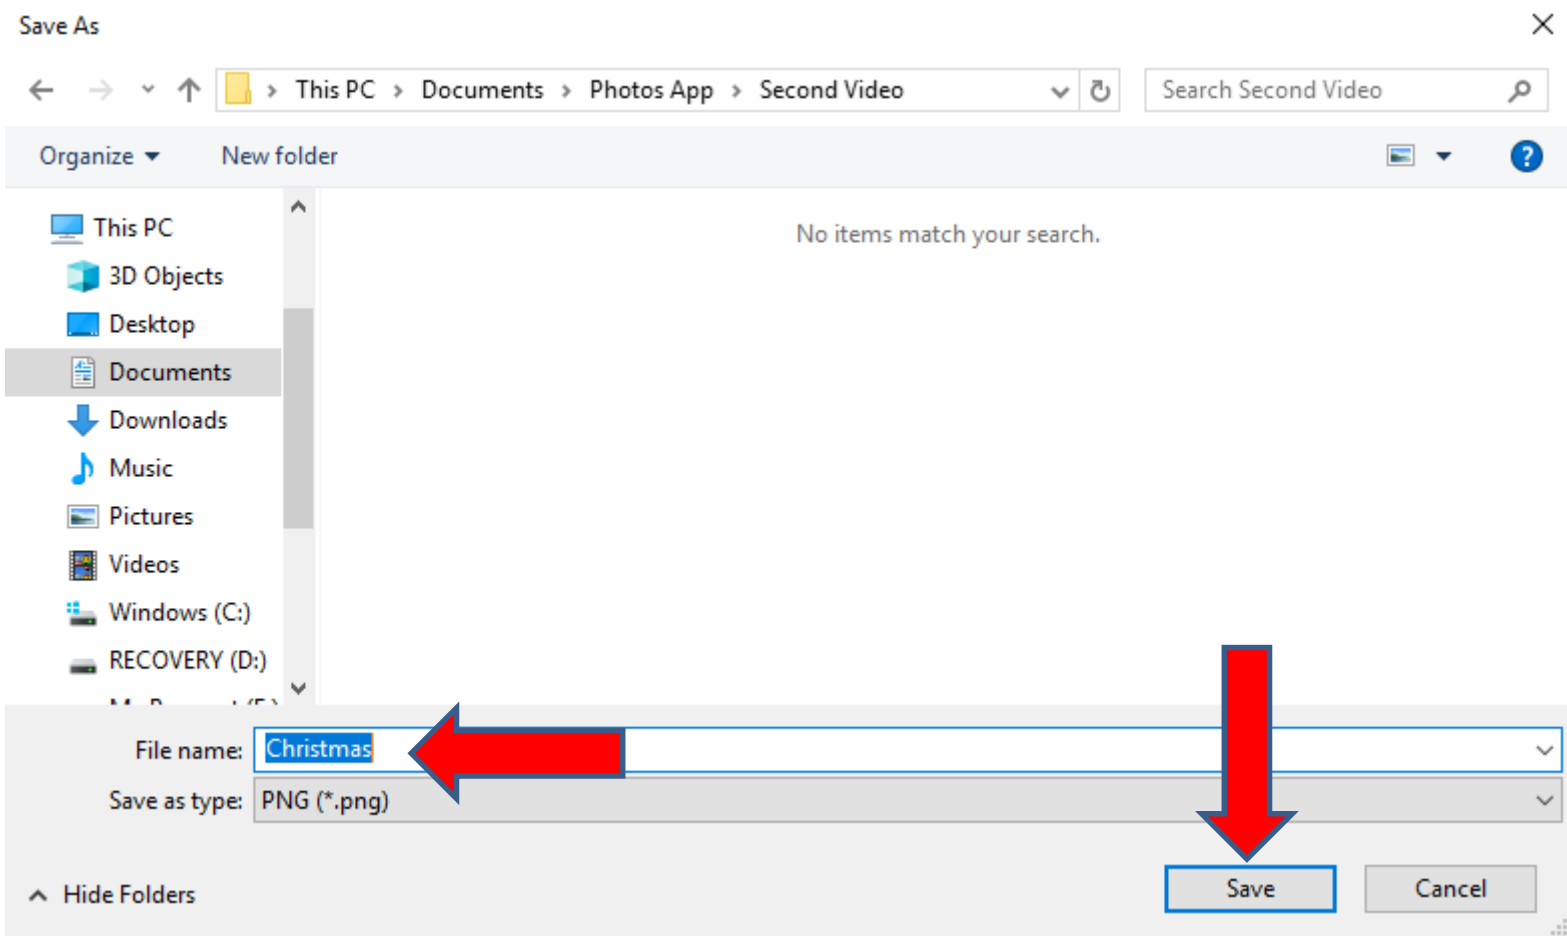 Save As
This PC > Documents > Photos App > Second Video
Search Second Video
Organize
New folder
?
This PC
No items match your search.
3D Objects
Desktop
Documents
Downloads
Music
Pictures
Videos
Windows (C:)
RECOVERY (D:)
File name: Christmas
Save as type: PNG (*.png)
Hide Folders
Save
Cancel